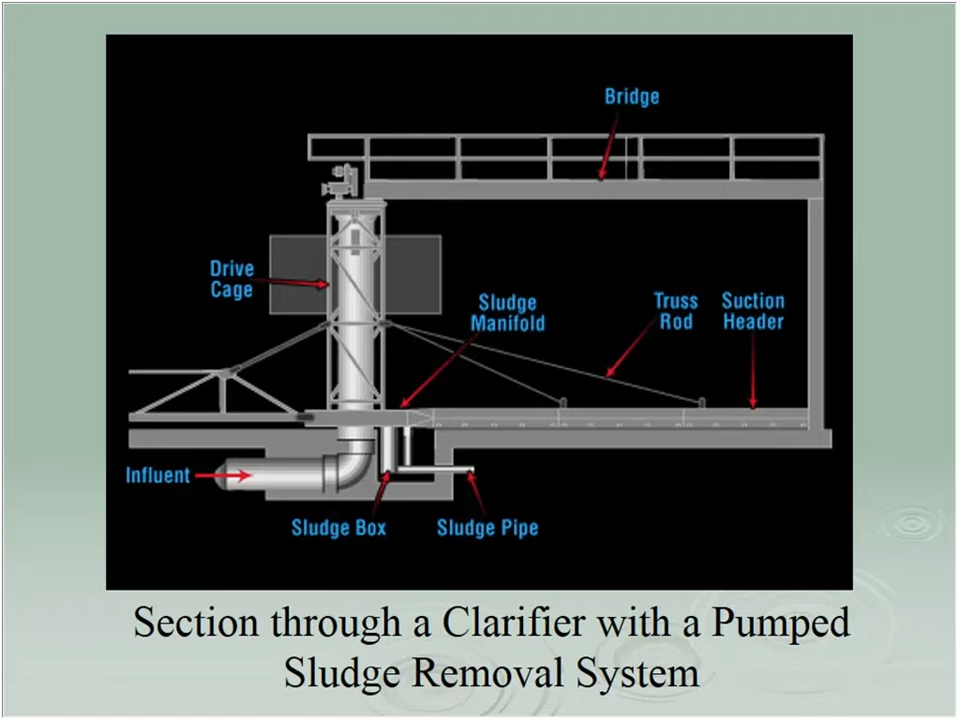 Bridge
Drive
Cage
Sludge
Manifold
Truss
Rod
Suction
Header
Influent
Sludge Box
Sludge Pipe
Section through a Clarifier with a Pumped
Sludge Removal System